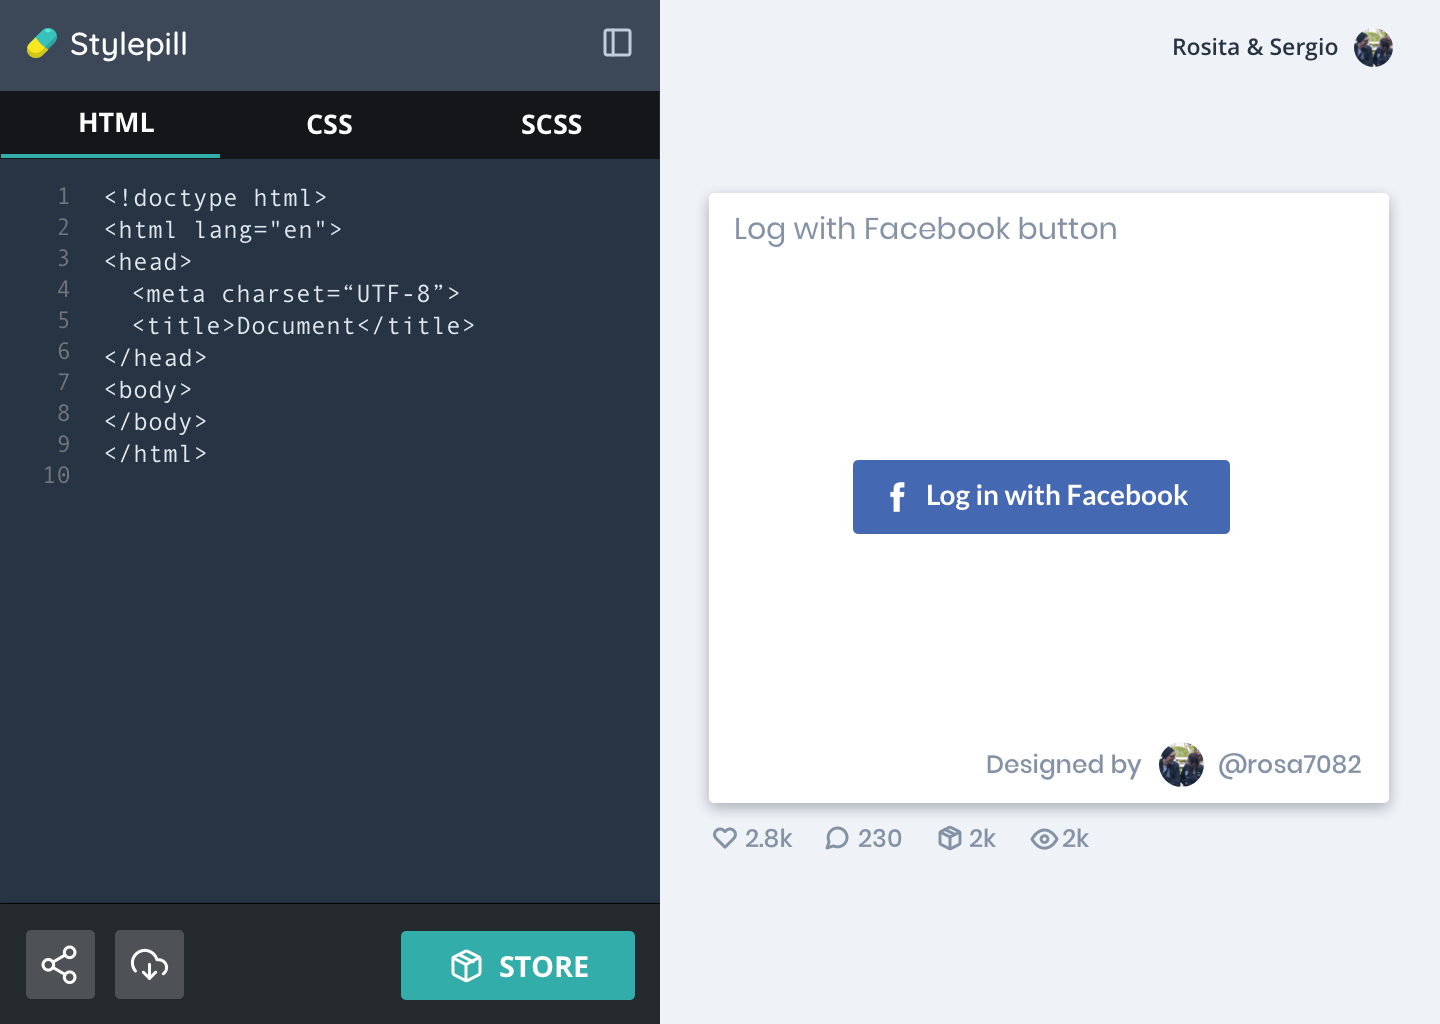 Stylepill
HTML CSS SCSS
1 <!doctype html>
2 <html lang="en">
3 <head>
4 <meta charset=“UTF-8”>
5 <title>Document</title>
6 </head>
7 <body>
8 </body>
9 </html>
10
STORE
Rosita & Sergio
Log with Facebook button
f Log in with Facebook
Designed by @rosa7082
2.8k 230 2k 2k